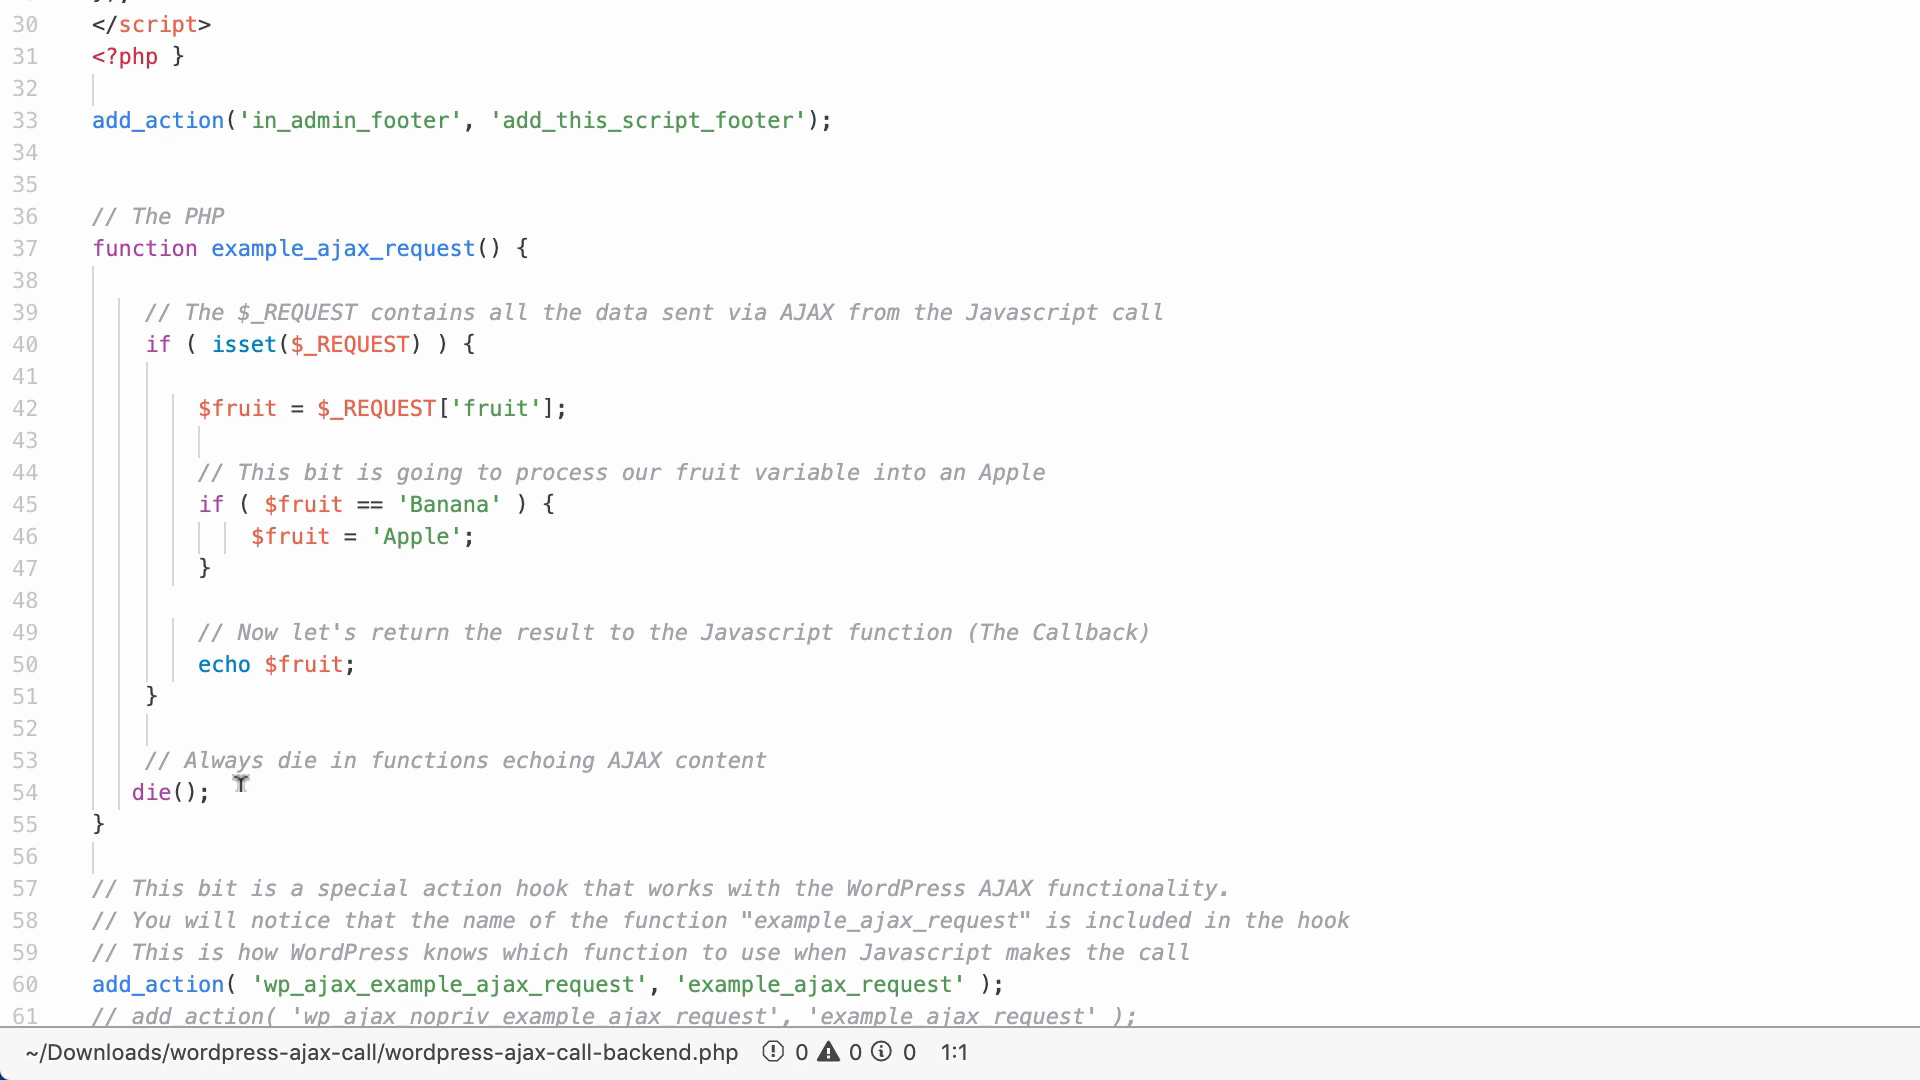 30 </script>
31 <?php }
32
33 add_action('in_admin_footer', 'add_this_script_footer');
34
35
36 // The PHP
37 function example_ajax_request() {
38
39 // The $_REQUEST contains all the data sent via AJAX from the Javascript call
40 if ( isset($_REQUEST) ) {
41
42 $fruit = $_REQUEST['fruit'];
43
44 // This bit is going to process our fruit variable into an Apple
45 if ( $fruit == 'Banana' ) {
46 $fruit = 'Apple';
47 }
48
49 // Now let's return the result to the Javascript function (The Callback)
50 echo $fruit;
51 }
52
53 // Always die in functions echoing AJAX content
54 die();
55 }
56
57 // This bit is a special action hook that works with the WordPress AJAX functionality.
58 // You will notice that the name of the function "example_ajax_request" is included in the hook
59 // This is how WordPress knows which function to use when Javascript makes the call
60 add_action( 'wp_ajax_example_ajax_request', 'example_ajax_request' );
61 // add_action( 'wp_ajax_nopriv_example_ajax_request', 'example_ajax_request' );
~/Downloads/wordpress-ajax-call/wordpress-ajax-call-backend.php 0 0 0 1:1